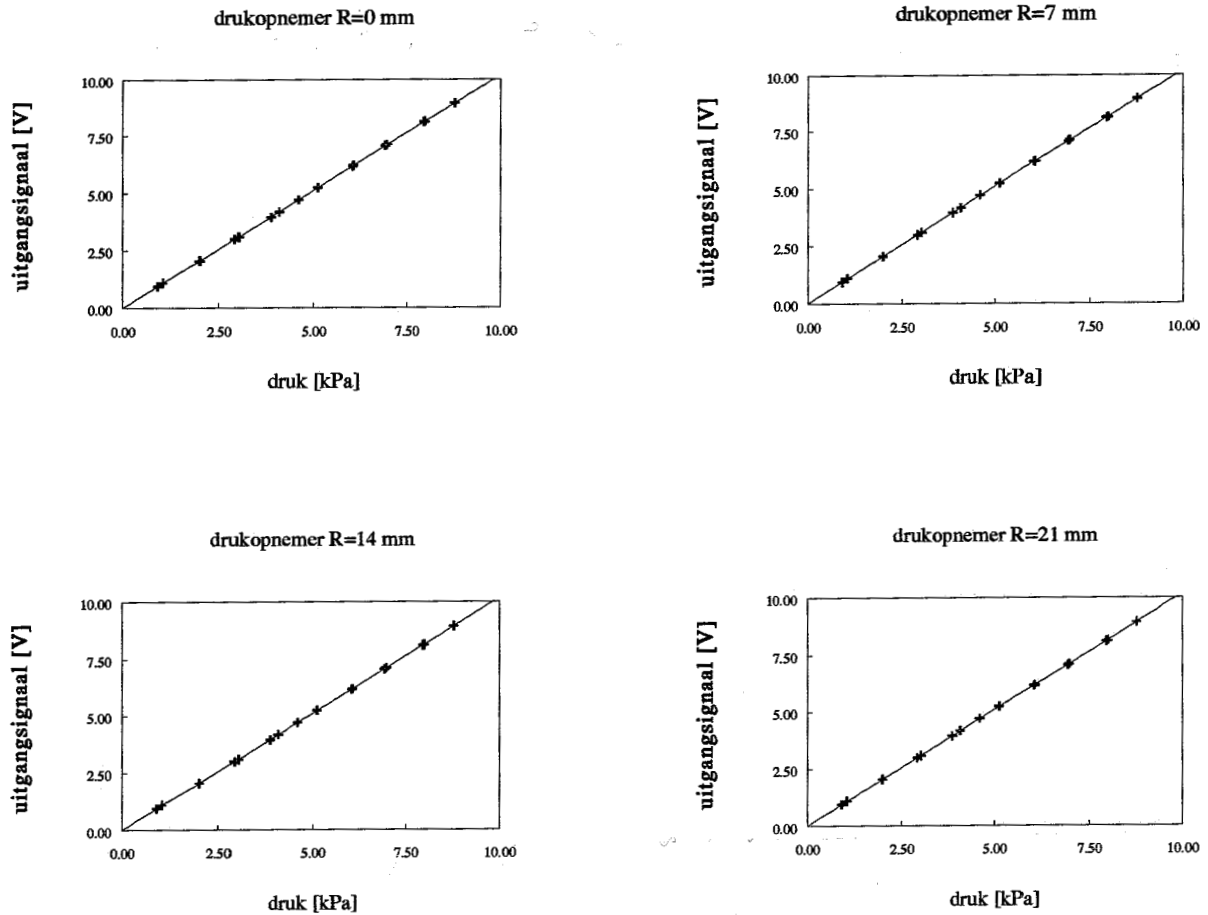 drukopnemer R=0 mm
uitgangsignaal [V]
10.00
7.50
5.00
2.50
0.00
0.00 2.50 5.00 7.50 10.00
druk [kPa]
drukopnemer R=7 mm
uitgangsignaal [V]
10.00
7.50
5.00
2.50
0.00
0.00 2.50 5.00 7.50 10.00
druk [kPa]
drukopnemer R=14 mm
uitgangsignaal [V]
10.00
7.50
5.00
2.50
0.00
0.00 2.50 5.00 7.50 10.00
druk [kPa]
drukopnemer R=21 mm
uitgangsignaal [V]
10.00
7.50
5.00
2.50
0.00
0.00 2.50 5.00 7.50 10.00
druk [kPa]